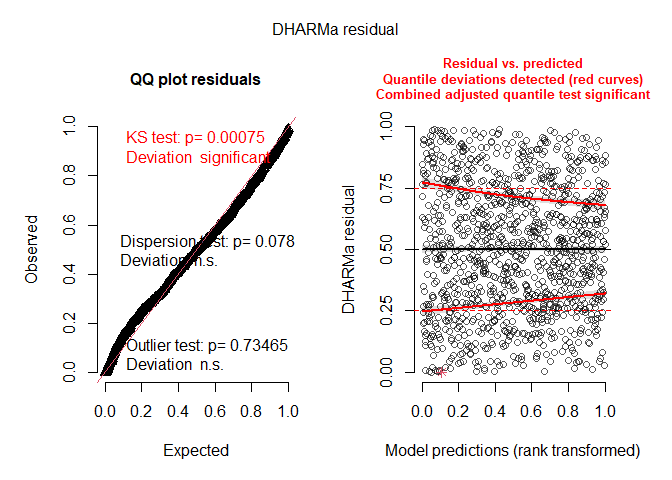 DHARMa residual
QQ plot residuals
KS test: p= 0.00075
Deviation significant
Dispersion test: p= 0.078
Deviation n.s.
Outlier test: p= 0.73465
Deviation n.s.
Observed
0.0 0.2 0.4 0.6 0.8 1.0
0.0 0.2 0.4 0.6 0.8 1.0
Expected
Residual vs. predicted
Quantile deviations detected (red curves)
Combined adjusted quantile test significant
DHARMa residual
0.00 0.25 0.50 0.75 1.00
0.0 0.2 0.4 0.6 0.8 1.0
Model predictions (rank transformed)